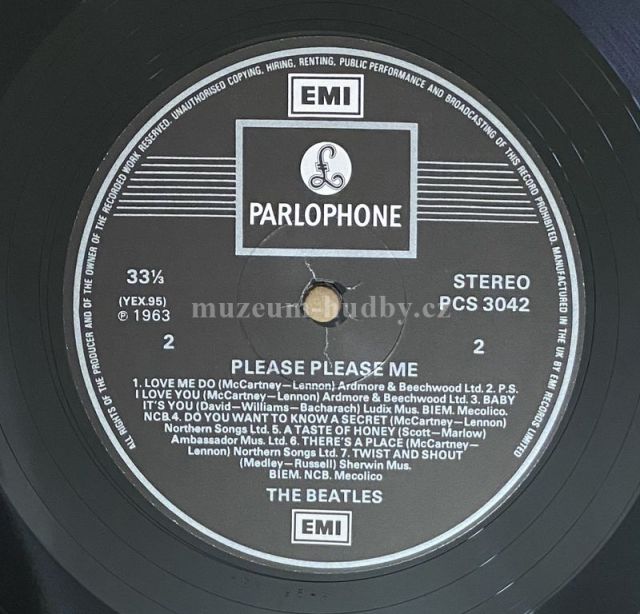 ALL RIGHTS OF THE PRODUCER AND OF THE OWNER OF THE RECORDED WORK RESERVED. UNAUTHORISED COPYING, HIRING, RENTING, PUBLIC PERFORMANCE AND BROADCASTING OF THIS RECORD PROHIBITED. MANUFACTURED IN THE UK BY EMI RECORDS LIMITED
EMI
£
PARLOPHONE
33⅓
(YEX.95)
℗ 1963
2
STEREO
PCS 3042
2
muzeum-hudby.cz
PLEASE PLEASE ME
1. LOVE ME DO (McCartney–Lennon) Ardmore & Beechwood Ltd. 2. P.S.
I LOVE YOU (McCartney–Lennon) Ardmore & Beechwood Ltd. 3. BABY
IT'S YOU (David–Williams–Bacharach) Ludix Mus. BIEM. Mecolico.
NCB 4. DO YOU WANT TO KNOW A SECRET (McCartney–Lennon)
Northern Songs Ltd. 5. A TASTE OF HONEY (Scott–Marlow)
Ambassador Mus. Ltd. 6. THERE'S A PLACE (McCartney–
Lennon) Northern Songs Ltd. 7. TWIST AND SHOUT
(Medley–Russell) Sherwin Mus.
BIEM. NCB. Mecolico
THE BEATLES
EMI